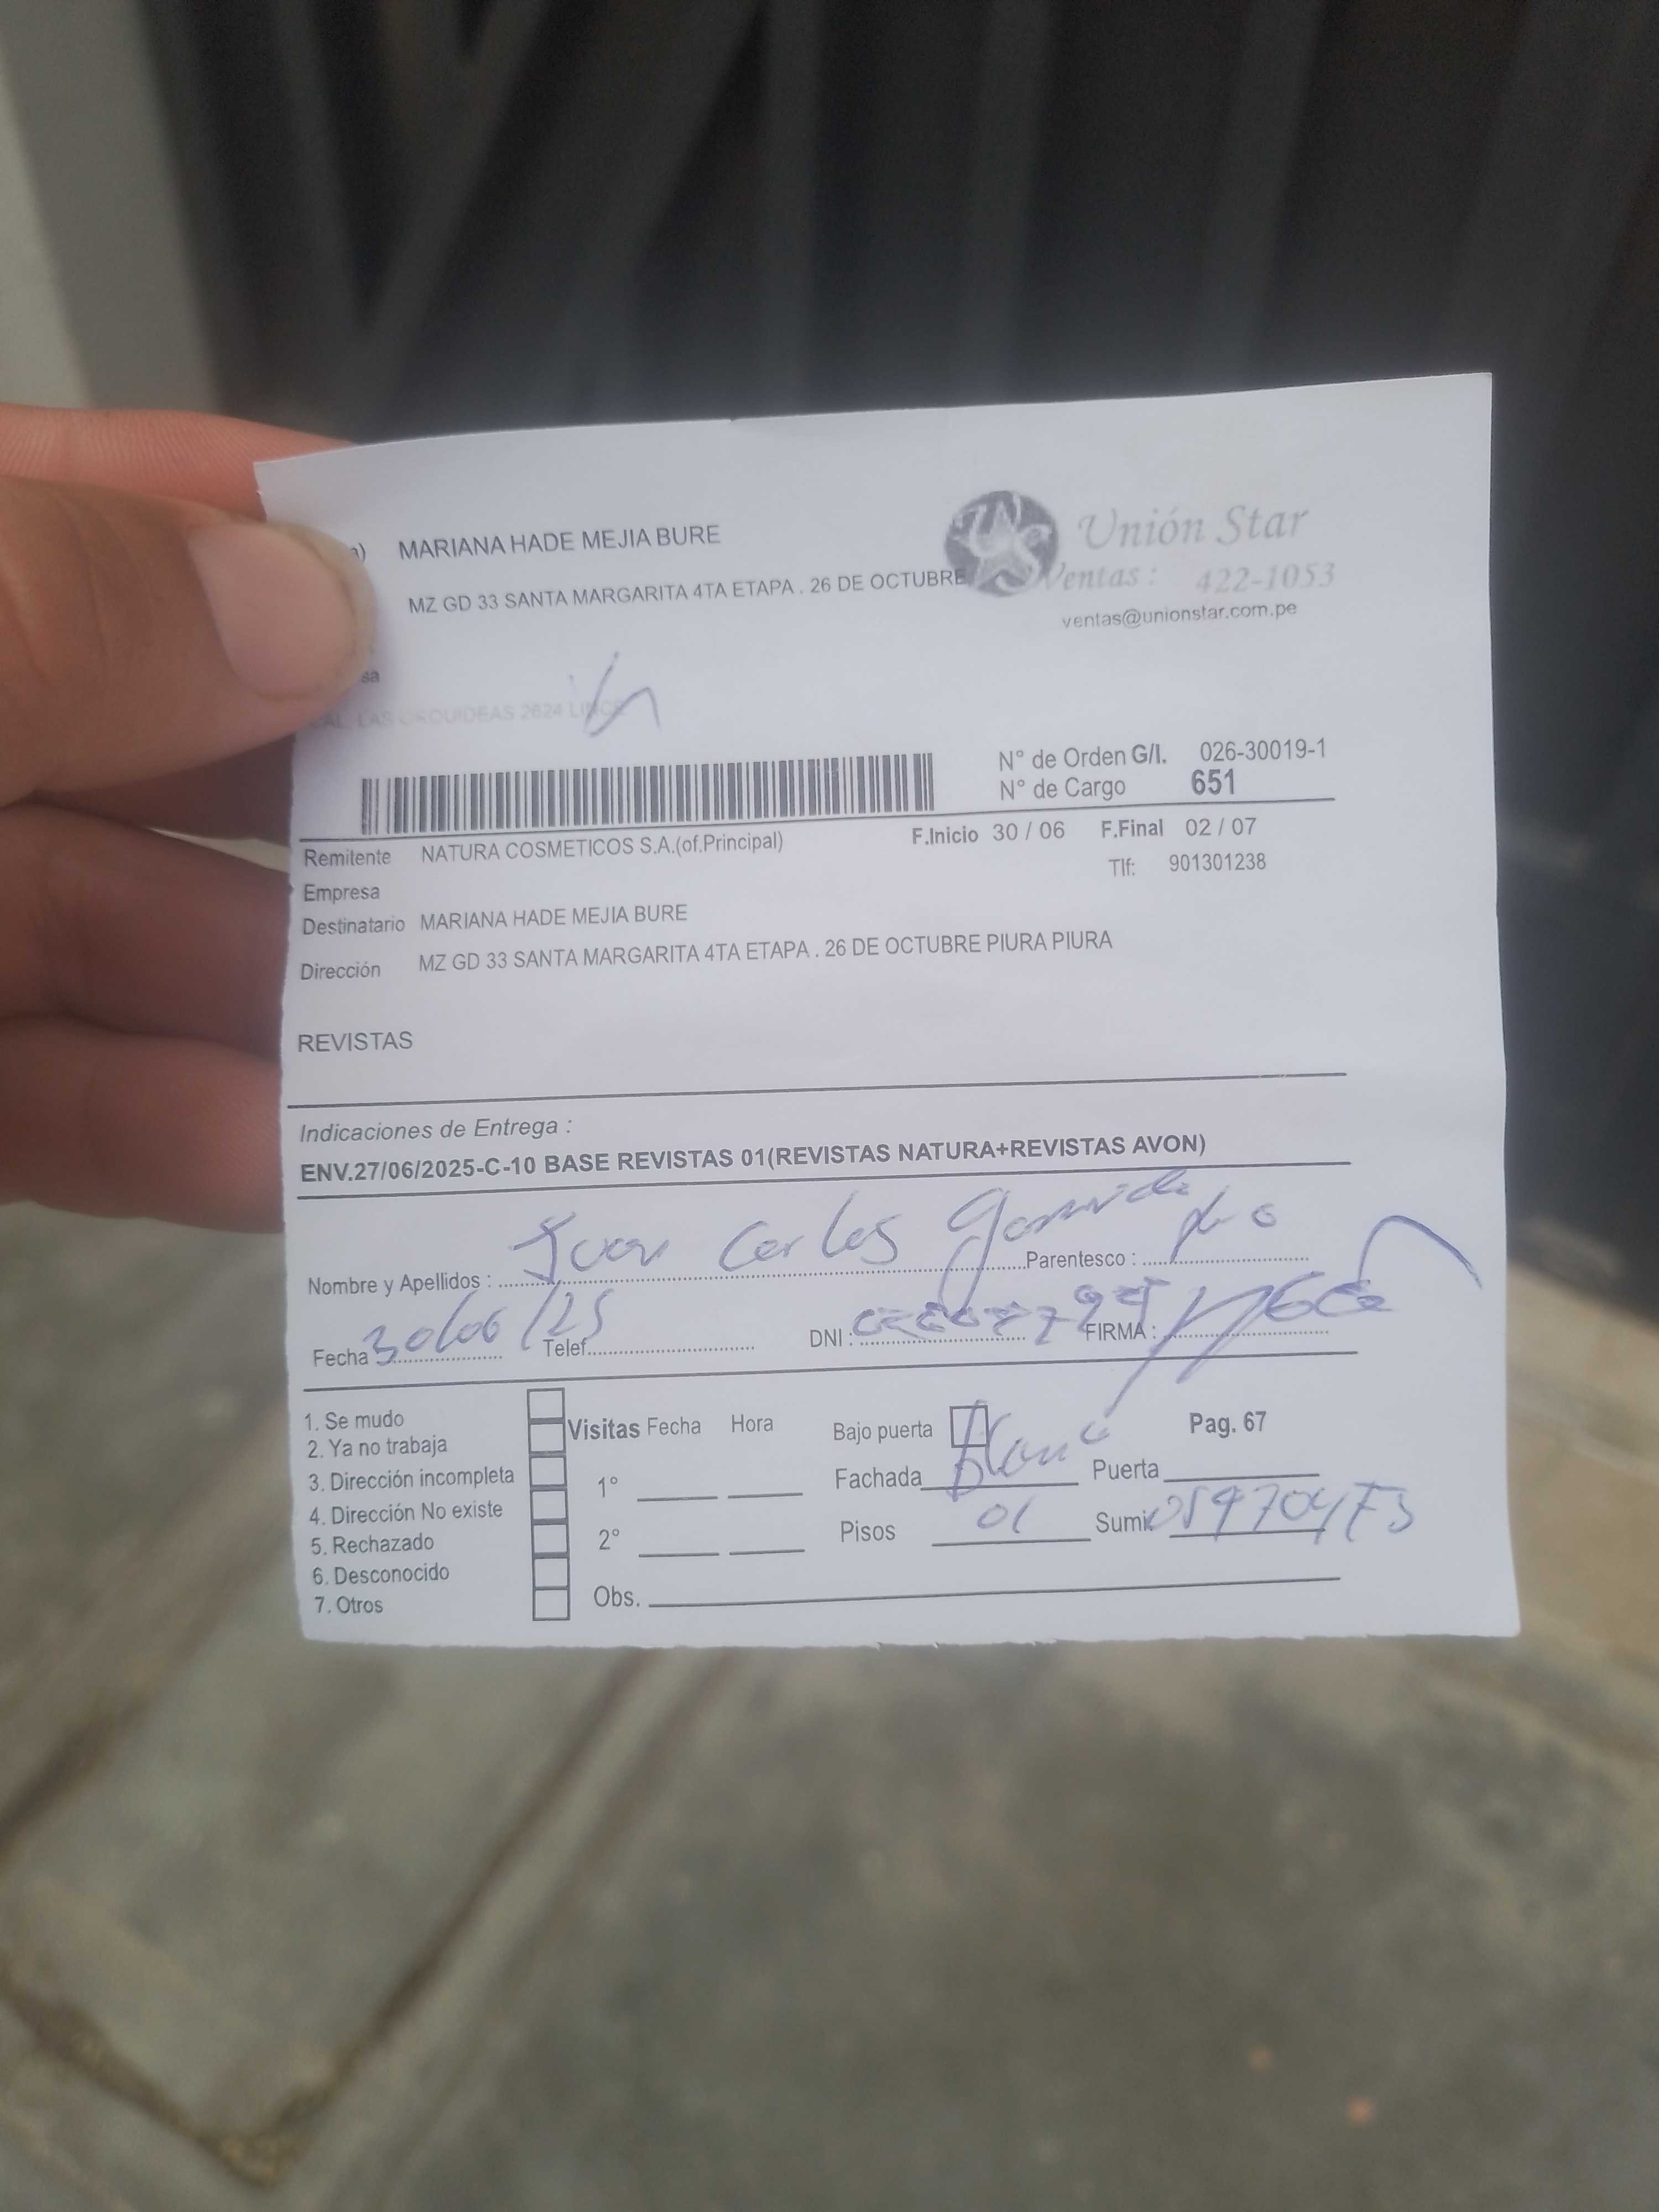 a) MARIANA HADE MEJIA BURE
MZ GD 33 SANTA MARGARITA 4TA ETAPA . 26 DE OCTUBRE
Unión Star
Ventas : 422-1053
ventas@unionstar.com.pe
sa
CAL. LAS ORQUIDEAS 2624 LINCE
N° de Orden G/I. 026-30019-1
N° de Cargo 651
Remitente NATURA COSMETICOS S.A.(of.Principal)
F.Inicio 30 / 06 F.Final 02 / 07
Tlf: 901301238
Empresa
Destinatario MARIANA HADE MEJIA BURE
Dirección MZ GD 33 SANTA MARGARITA 4TA ETAPA . 26 DE OCTUBRE PIURA PIURA
REVISTAS
Indicaciones de Entrega :
ENV.27/06/2025-C-10 BASE REVISTAS 01(REVISTAS NATURA+REVISTAS AVON)
Nombre y Apellidos : Juan Carlos Parentesco :
Fecha 30/06/25 Telef. DNI : FIRMA :
1. Se mudo
2. Ya no trabaja
3. Dirección incompleta
4. Dirección No existe
5. Rechazado
6. Desconocido
7. Otros
Visitas Fecha Hora
1°
2°
Obs.
Bajo puerta Pag. 67
Fachada Blanco Puerta
Pisos 01 Sumi.